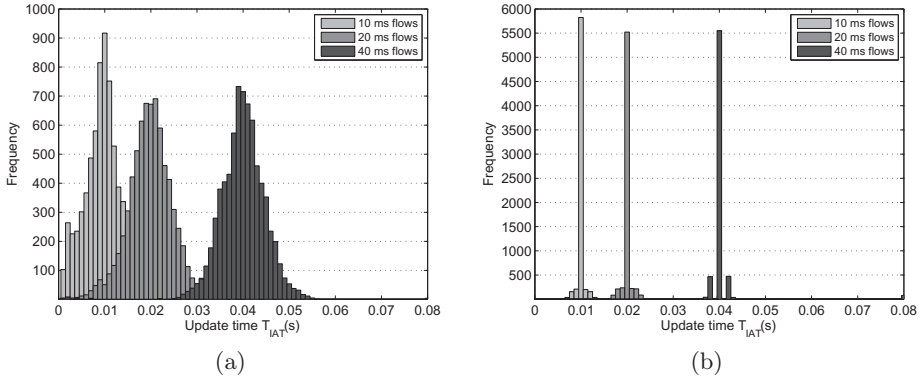 1000
900
800
700
600
500
400
300
200
100
Frequency
0 0.01 0.02 0.03 0.04 0.05 0.06 0.07 0.08
Update time T_IAT(s)
10 ms flows
20 ms flows
40 ms flows
(a)
6000
5500
5000
4500
4000
3500
3000
2500
2000
1500
1000
500
Frequency
0 0.01 0.02 0.03 0.04 0.05 0.06 0.07 0.08
Update time T_IAT(s)
10 ms flows
20 ms flows
40 ms flows
(b)